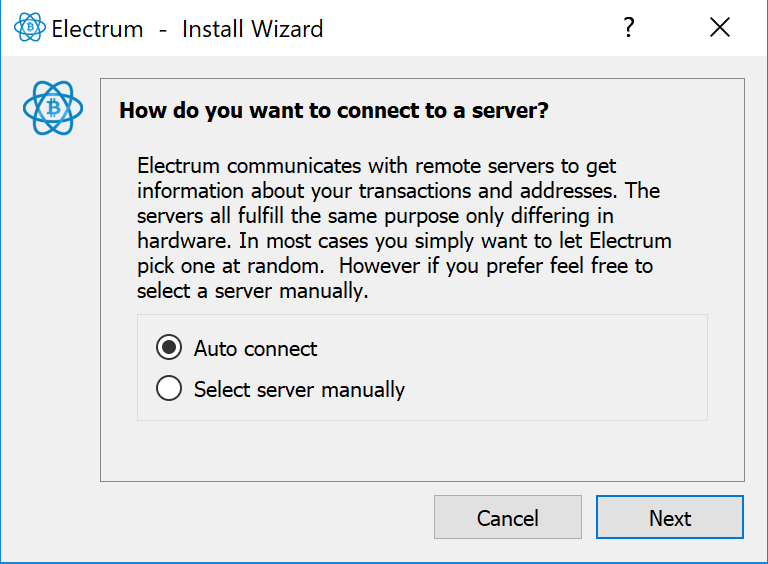 Electrum - Install Wizard
?
How do you want to connect to a server?
Electrum communicates with remote servers to get
information about your transactions and addresses. The
servers all fulfill the same purpose only differing in
hardware. In most cases you simply want to let Electrum
pick one at random.  However if you prefer feel free to
select a server manually.
Auto connect
Select server manually
Cancel
Next